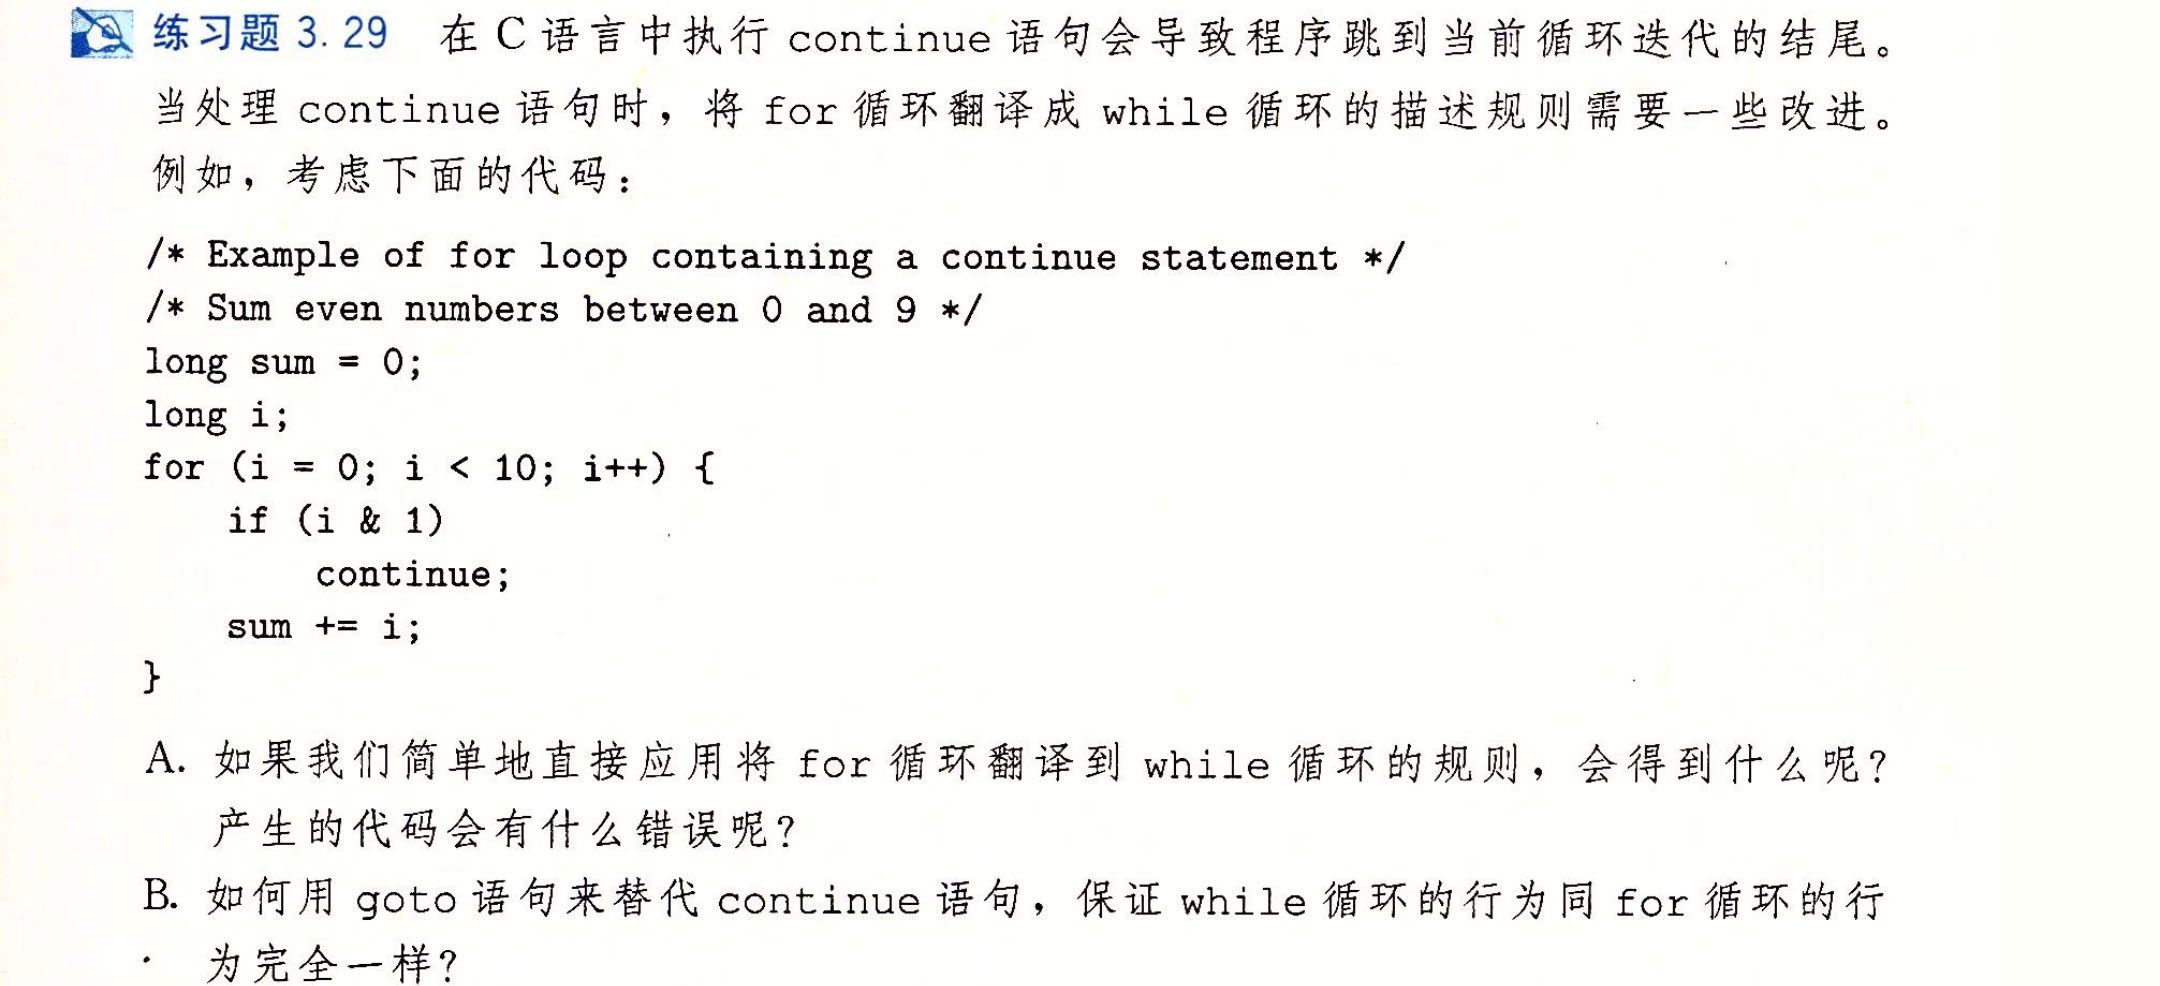 练习题 3.29 在 C 语言中执行 continue 语句会导致程序跳到当前循环迭代的结尾。
当处理 continue 语句时，将 for 循环翻译成 while 循环的描述规则需要一些改进。
例如，考虑下面的代码：
/* Example of for loop containing a continue statement */
/* Sum even numbers between 0 and 9 */
long sum = 0;
long i;
for (i = 0; i < 10; i++) {
    if (i & 1)
        continue;
    sum += i;
}
A. 如果我们简单地直接应用将 for 循环翻译到 while 循环的规则，会得到什么呢？
产生的代码会有什么错误呢？
B. 如何用 goto 语句来替代 continue 语句，保证 while 循环的行为同 for 循环的行
为完全一样？